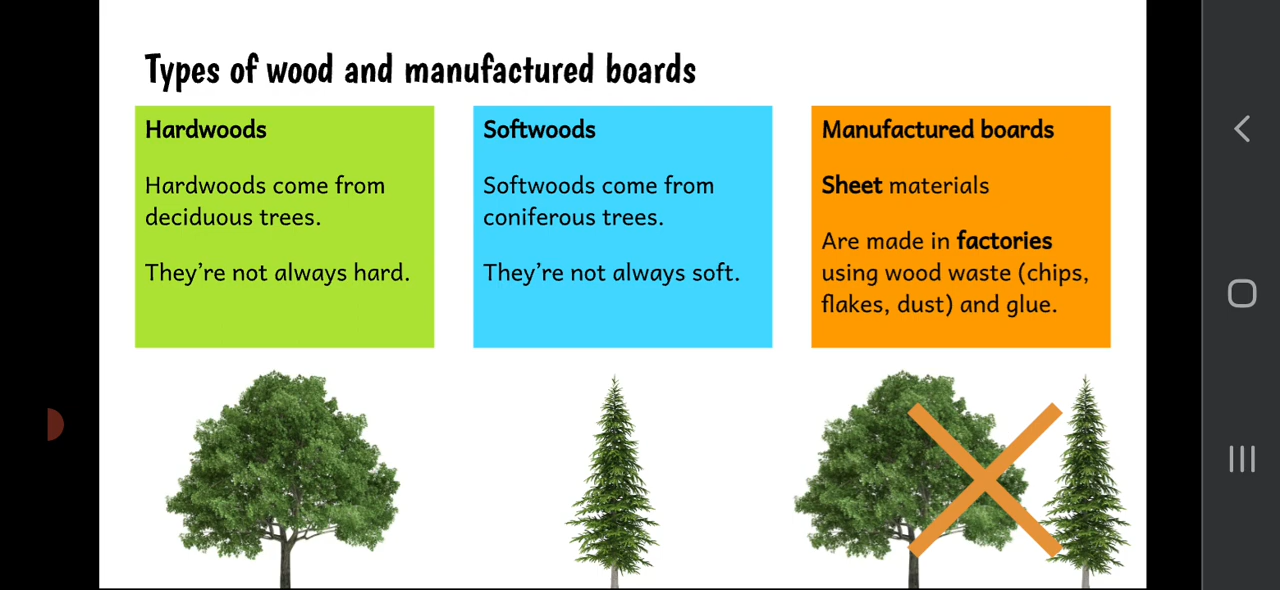 Types of wood and manufactured boards
Hardwoods
Hardwoods come from
deciduous trees.
They’re not always hard.
Softwoods
Softwoods come from
coniferous trees.
They’re not always soft.
Manufactured boards
Sheet materials
Are made in factories
using wood waste (chips,
flakes, dust) and glue.